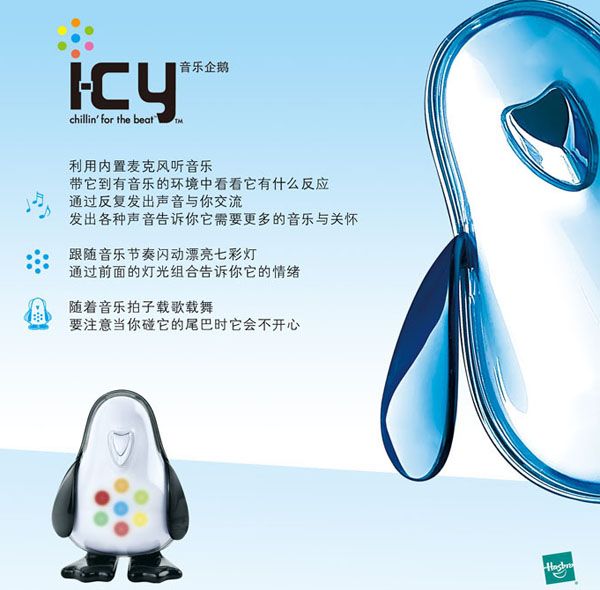 i-cy 音乐企鹅
chillin' for the beat™
利用内置麦克风听音乐
带它到有音乐的环境中看看它有什么反应
通过反复发出声音与你交流
发出各种声音告诉你它需要更多的音乐与关怀
跟随音乐节奏闪动漂亮七彩灯
通过前面的灯光组合告诉你它的情绪
随着音乐拍子载歌载舞
要注意当你碰它的尾巴时它会不开心
Hasbro